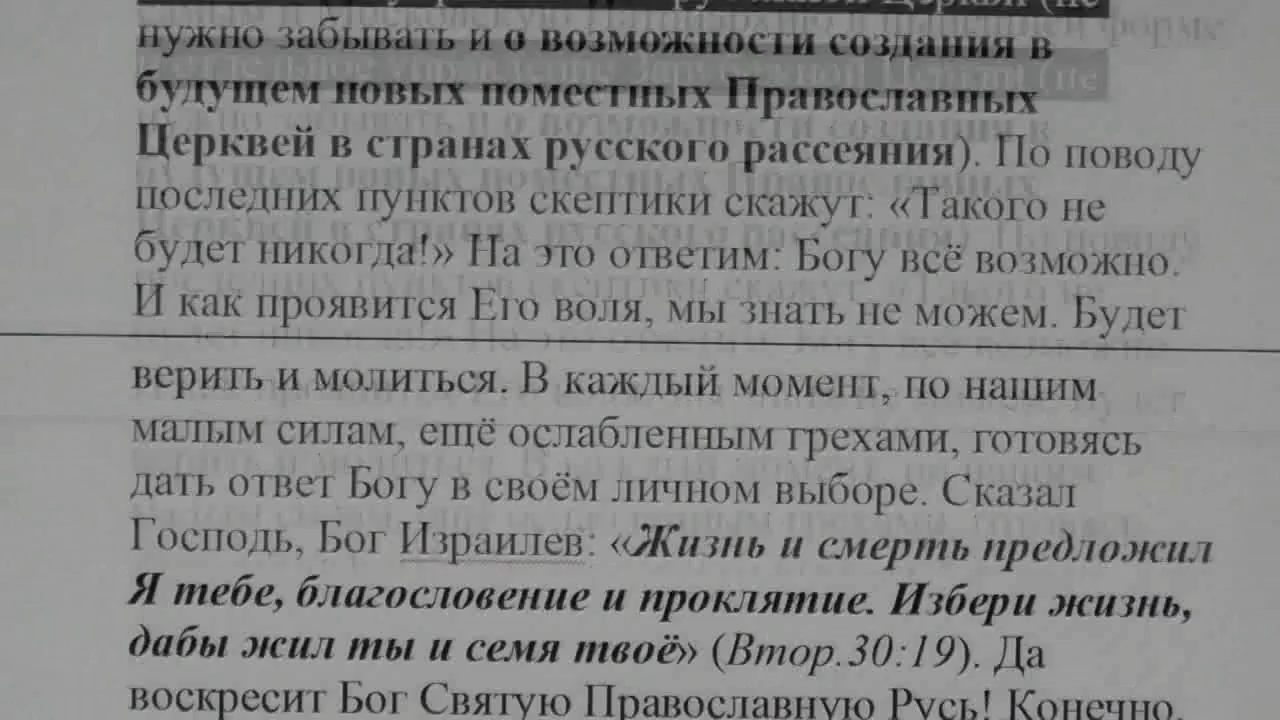 нужно забывать и о возможности создания в
будущем новых поместных Православных
Церквей в странах русского рассеяния). По поводу
последних пунктов скептики скажут: «Такого не
будет никогда!» На это ответим: Богу всё возможно.
И как проявится Его воля, мы знать не можем. Будет
верить и молиться. В каждый момент, по нашим
малым силам, ещё ослабленным грехами, готовясь
дать ответ Богу в своём личном выборе. Сказал
Господь, Бог Израилев: «Жизнь и смерть предложил
Я тебе, благословение и проклятие. Избери жизнь,
дабы жил ты и семя твоё» (Втор.30:19). Да
воскресит Бог Святую Православную Русь! Конечно,